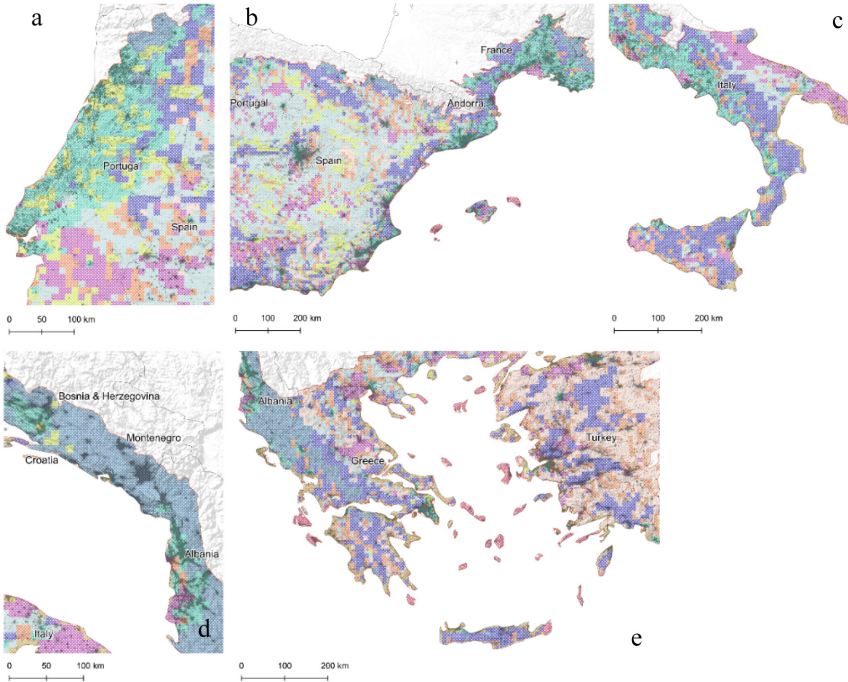 a
b
c
France
Portugal
Andorra
Italy
Portugal
Spain
Spain
0 50 100 km
0 100 200 km
0 100 200 km
Bosnia & Herzegovina
Montenegro
Croatia
Albania
Italy
d
0 50 100 km
Albania
Greece
Turkey
e
0 100 200 km